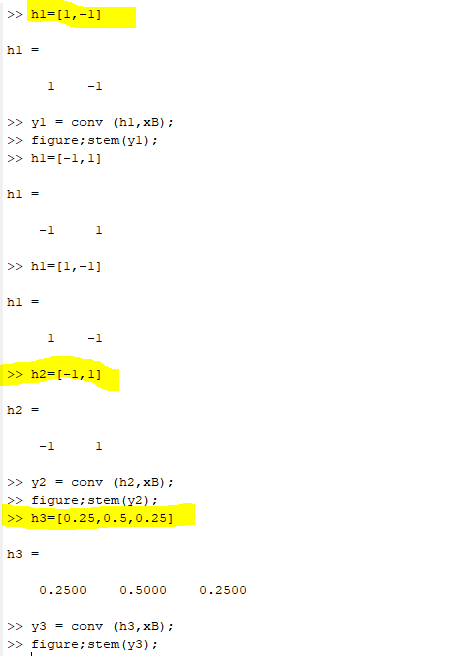 >> h1=[1,-1]
h1 =
1 -1
>> y1 = conv (h1,xB);
>> figure;stem(y1);
>> h1=[-1,1]
h1 =
-1 1
>> h1=[1,-1]
h1 =
1 -1
>> h2=[-1,1]
h2 =
-1 1
>> y2 = conv (h2,xB);
>> figure;stem(y2);
>> h3=[0.25,0.5,0.25]
h3 =
0.2500 0.5000 0.2500
>> y3 = conv (h3,xB);
>> figure;stem(y3);